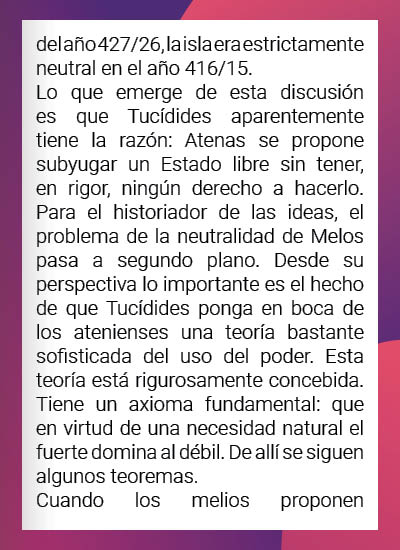 del año 427/26, la isla era estrictamente
neutral en el año 416/15.
Lo que emerge de esta discusión
es que Tucídides aparentemente
tiene la razón: Atenas se propone
subyugar un Estado libre sin tener,
en rigor, ningún derecho a hacerlo.
Para el historiador de las ideas, el
problema de la neutralidad de Melos
pasa a segundo plano. Desde su
perspectiva lo importante es el hecho
de que Tucídides ponga en boca de
los atenienses una teoría bastante
sofisticada del uso del poder. Esta
teoría está rigurosamente concebida.
Tiene un axioma fundamental: que
en virtud de una necesidad natural el
fuerte domina al débil. De allí se siguen
algunos teoremas.
Cuando los melios proponen